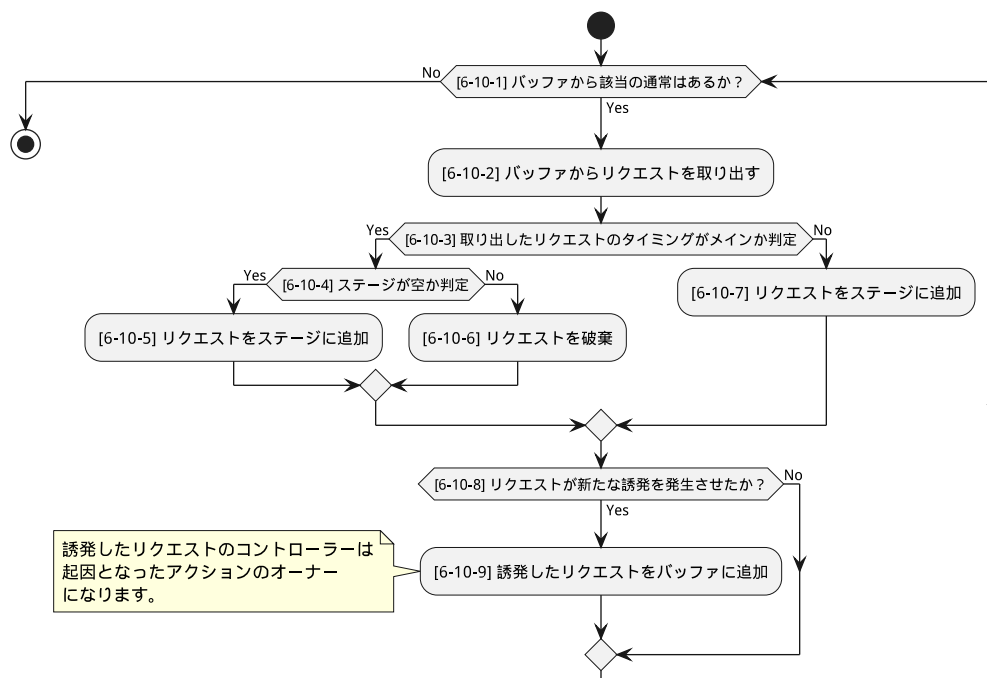 No
[6-10-1] バッファから該当の通常はあるか？
Yes
[6-10-2] バッファからリクエストを取り出す
Yes
[6-10-3] 取り出したリクエストのタイミングがメインか判定
No
Yes
[6-10-4] ステージが空か判定
No
[6-10-7] リクエストをステージに追加
[6-10-5] リクエストをステージに追加
[6-10-6] リクエストを破棄
[6-10-8] リクエストが新たな誘発を発生させたか？
No
Yes
誘発したリクエストのコントローラーは
起因となったアクションのオーナー
になります。
[6-10-9] 誘発したリクエストをバッファに追加